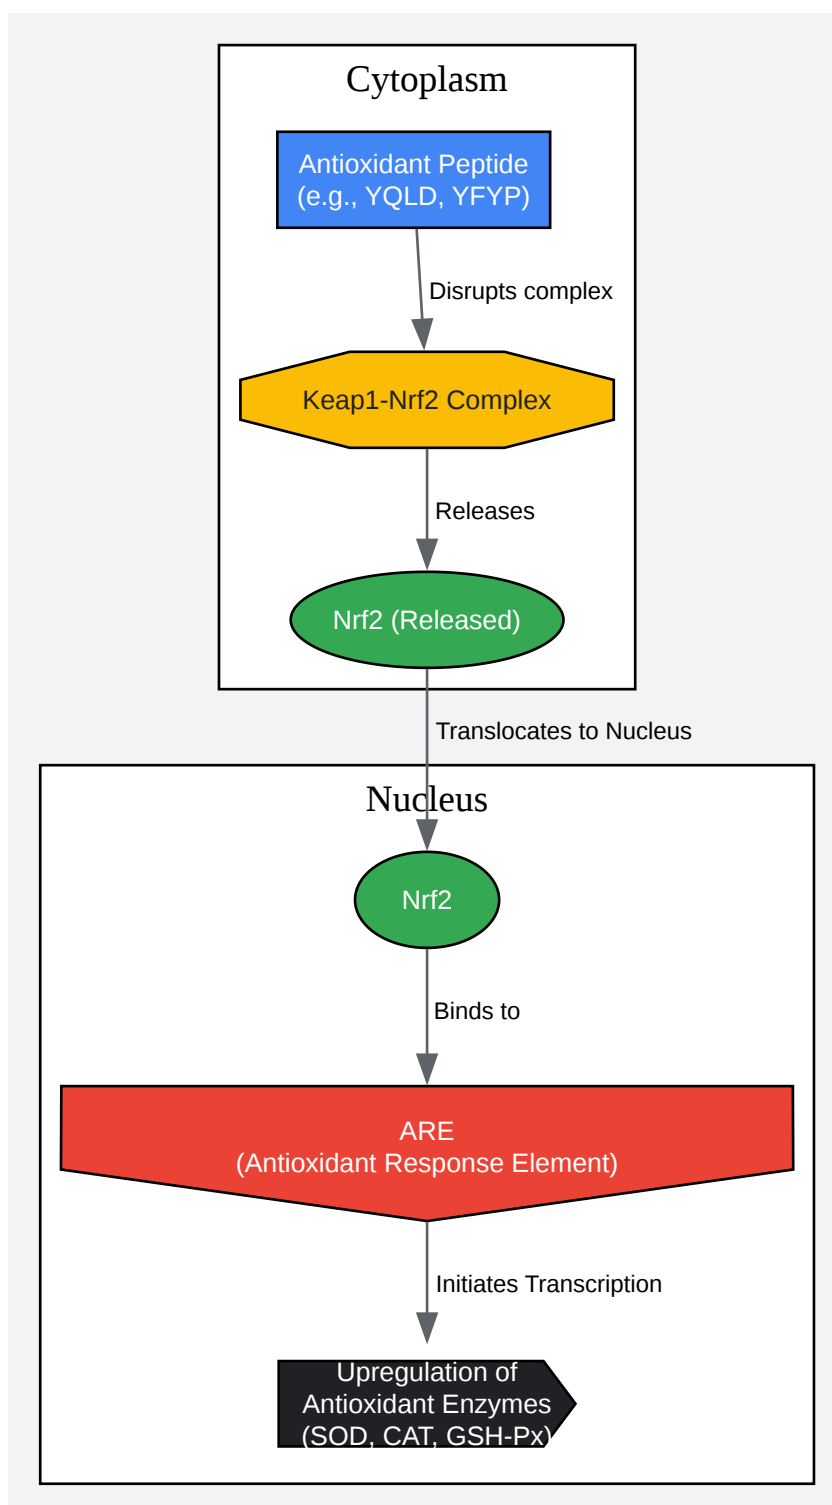 Cytoplasm
Antioxidant Peptide
(e.g., YQLD, YFYP)
Disrupts complex
Keap1-Nrf2 Complex
Releases
Nrf2 (Released)
Translocates to Nucleus
Nucleus
Nrf2
Binds to
ARE
(Antioxidant Response Element)
Initiates Transcription
Upregulation of
Antioxidant Enzymes
(SOD, CAT, GSH-Px)